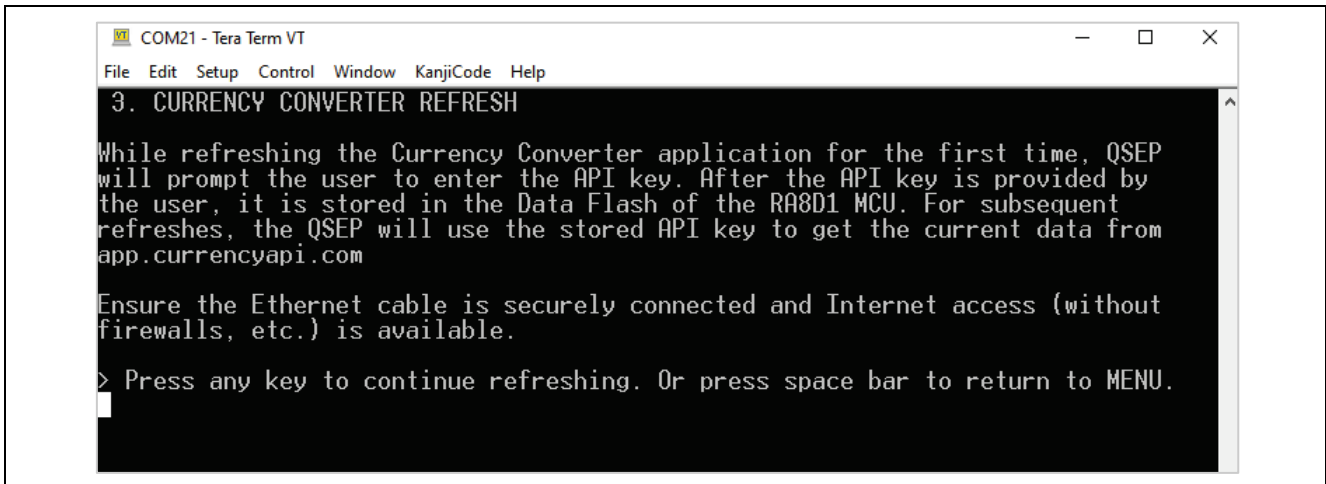 COM21 - Tera Term VT
File Edit Setup Control Window KanjiCode Help
3. CURRENCY CONVERTER REFRESH
While refreshing the Currency Converter application for the first time, QSEP
will prompt the user to enter the API key. After the API key is provided by
the user, it is stored in the Data Flash of the RA8D1 MCU. For subsequent
refreshes, the QSEP will use the stored API key to get the current data from
app.currencyapi.com
Ensure the Ethernet cable is securely connected and Internet access (without
firewalls, etc.) is available.
> Press any key to continue refreshing. Or press space bar to return to MENU.